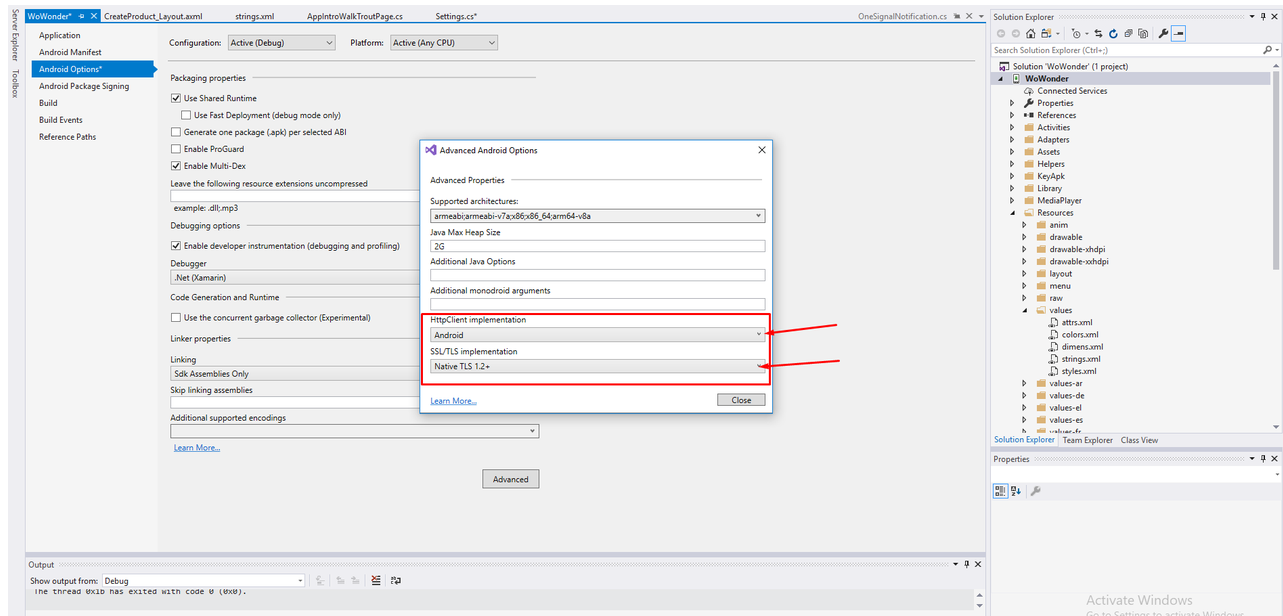 Server Explorer
Toolbox
WoWonder*
CreateProduct_Layout.axml
strings.xml
AppIntroWalkTroutPage.cs
Settings.cs*
OneSignalNotification.cs
Application
Android Manifest
Android Options*
Android Package Signing
Build
Build Events
Reference Paths
Configuration: Active (Debug) Platform: Active (Any CPU)
Packaging properties
Use Shared Runtime
Use Fast Deployment (debug mode only)
Generate one package (.apk) per selected ABI
Enable ProGuard
Enable Multi-Dex
Leave the following resource extensions uncompressed
example: .dll;.mp3
Debugging options
Enable developer instrumentation (debugging and profiling)
Debugger
.Net (Xamarin)
Code Generation and Runtime
Use the concurrent garbage collector (Experimental)
Linker properties
Linking
Sdk Assemblies Only
Skip linking assemblies
Additional supported encodings
Learn More...
Advanced
Advanced Android Options
Advanced Properties
Supported architectures:
armeabi;armeabi-v7a;x86;x86_64;arm64-v8a
Java Max Heap Size
2G
Additional Java Options
Additional monodroid arguments
HttpClient implementation
Android
SSL/TLS implementation
Native TLS 1.2+
Learn More...
Close
Solution Explorer
Search Solution Explorer (Ctrl+;)
Solution 'WoWonder' (1 project)
WoWonder
Connected Services
Properties
References
Activities
Adapters
Assets
Helpers
KeyApk
Library
MediaPlayer
Resources
anim
drawable
drawable-xhdpi
drawable-xxhdpi
layout
menu
raw
values
attrs.xml
colors.xml
dimens.xml
strings.xml
styles.xml
values-ar
values-de
values-el
values-es
values-fr
Solution Explorer Team Explorer Class View
Properties
Output
Show output from: Debug
The thread 0x1b has exited with code 0 (0x0).
Activate Windows
Go to Settings to activate Windows.